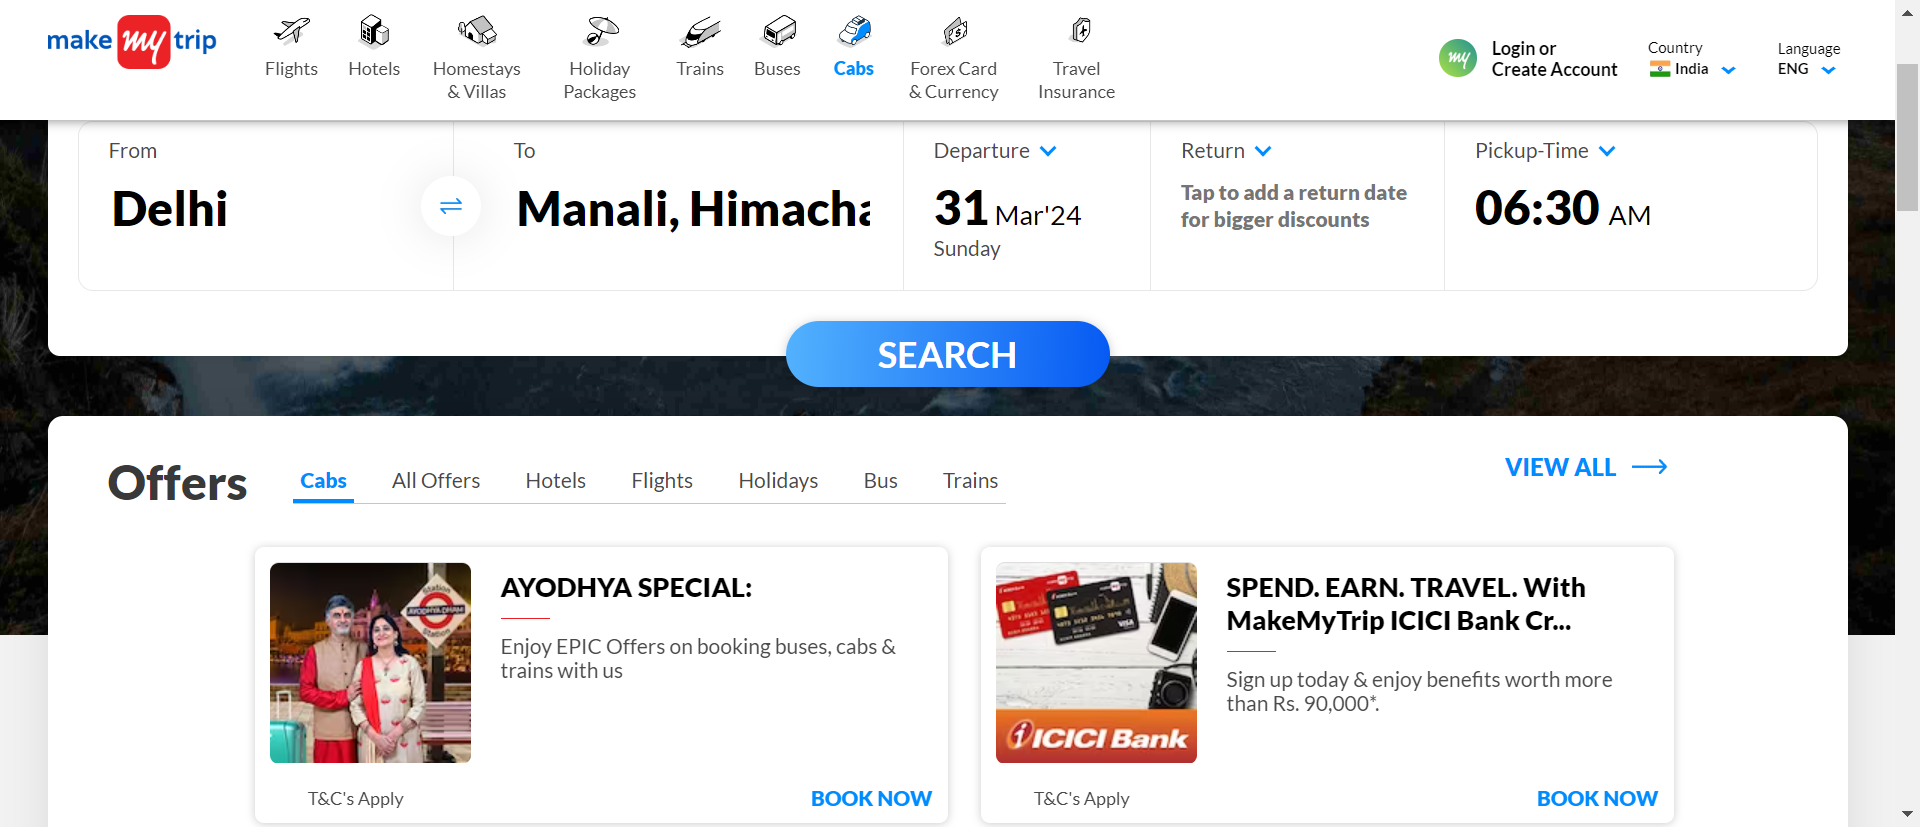 make my trip
Flights
Hotels
Homestays
& Villas
Holiday
Packages
Trains
Buses
Cabs
Forex Card
& Currency
Travel
Insurance
my
Login or
Create Account
Country
India
Language
ENG
From
Delhi
To
Manali, Himacha
Departure
31 Mar'24
Sunday
Return
Tap to add a return date
for bigger discounts
Pickup-Time
06:30 AM
SEARCH
Offers
Cabs
All Offers
Hotels
Flights
Holidays
Bus
Trains
VIEW ALL
Station
AYODHYA DHAM
Station
AYODHYA SPECIAL:
Enjoy EPIC Offers on booking buses, cabs &
trains with us
T&C's Apply
BOOK NOW
VISA
ICICI Bank
SPEND. EARN. TRAVEL. With
MakeMyTrip ICICI Bank Cr...
Sign up today & enjoy benefits worth more
than Rs. 90,000*.
T&C's Apply
BOOK NOW